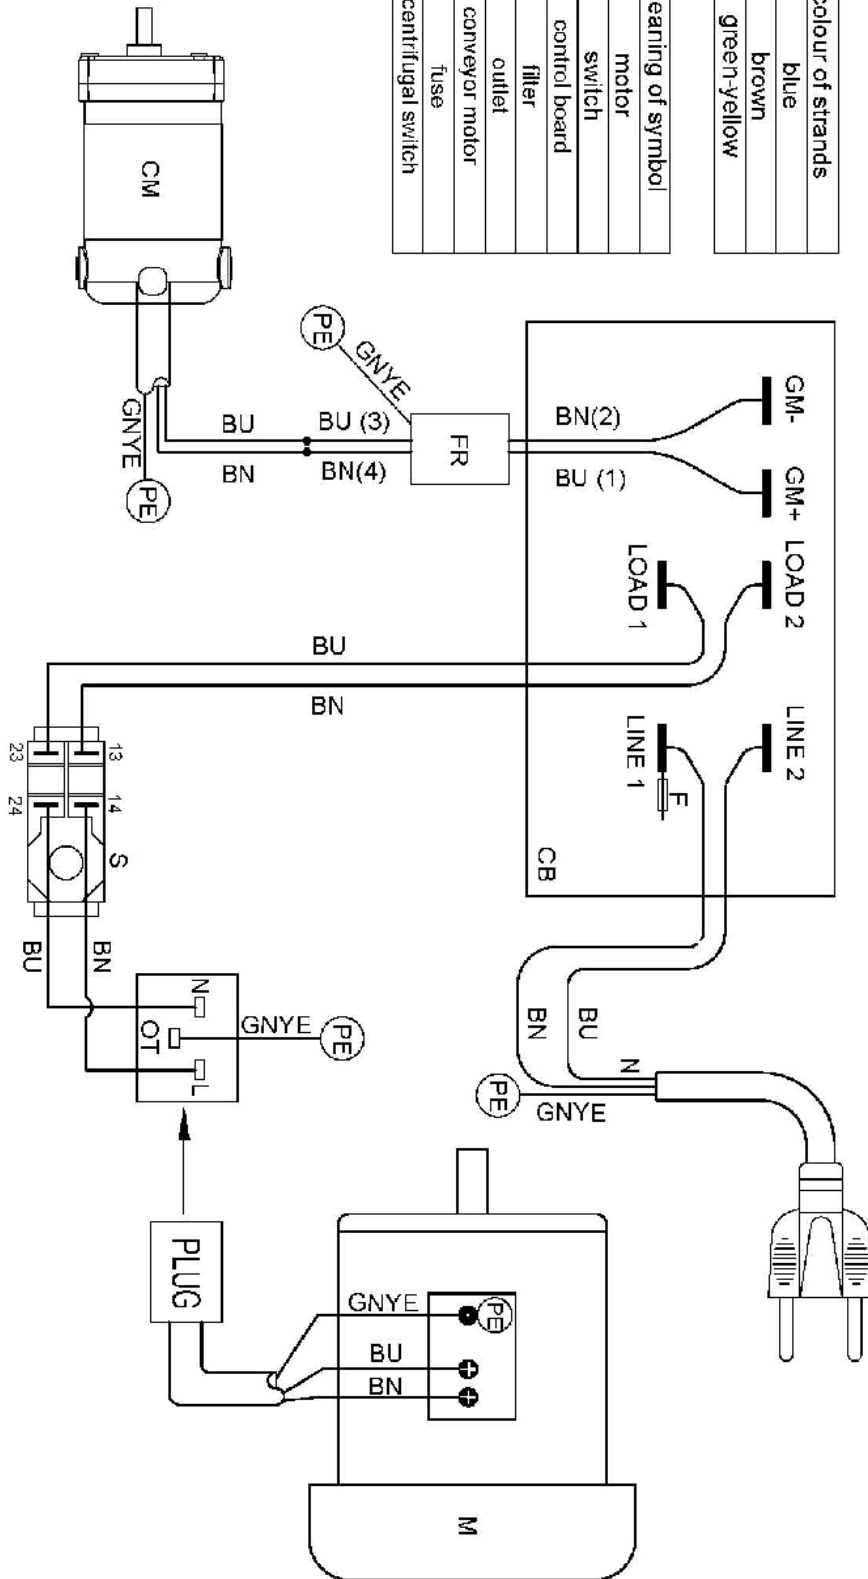 colour of strands
blue
brown
green-yellow
eaning of symbol
motor
switch
control board
filter
outlet
conveyor motor
fuse
centrifugal switch
CM
GNYE
PE
PE
GNYE
BU
BN
BU (3)
BN(4)
FR
BN(2)
BU (1)
GM-
GM+
LOAD 2
LOAD 1
LINE 2
LINE 1
F
CB
BU
BN
13
23
14
24
S
BU
BN
N
OT
L
GNYE
PE
BN
BU
N
PE
GNYE
PLUG
GNYE
PE
BU
BN
M